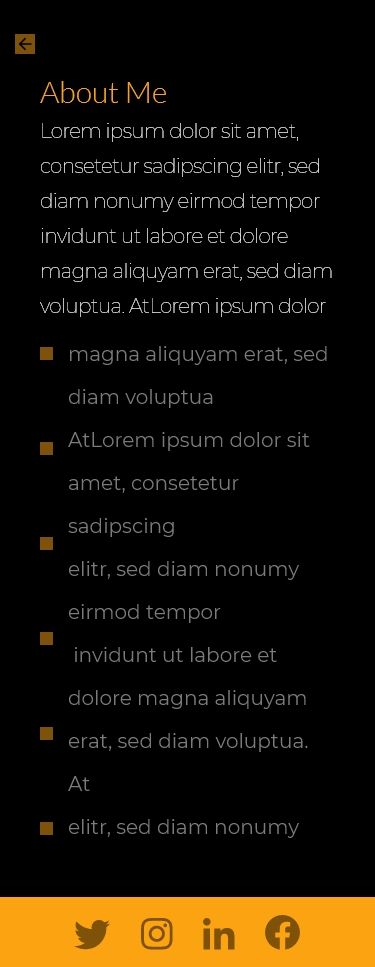 About Me
Lorem ipsum dolor sit amet,
consetetur sadipscing elitr, sed
diam nonumy eirmod tempor
invidunt ut labore et dolore
magna aliquyam erat, sed diam
voluptua. AtLorem ipsum dolor
magna aliquyam erat, sed
diam voluptua
AtLorem ipsum dolor sit
amet, consetetur
sadipscing
elitr, sed diam nonumy
eirmod tempor
invidunt ut labore et
dolore magna aliquyam
erat, sed diam voluptua.
At
elitr, sed diam nonumy